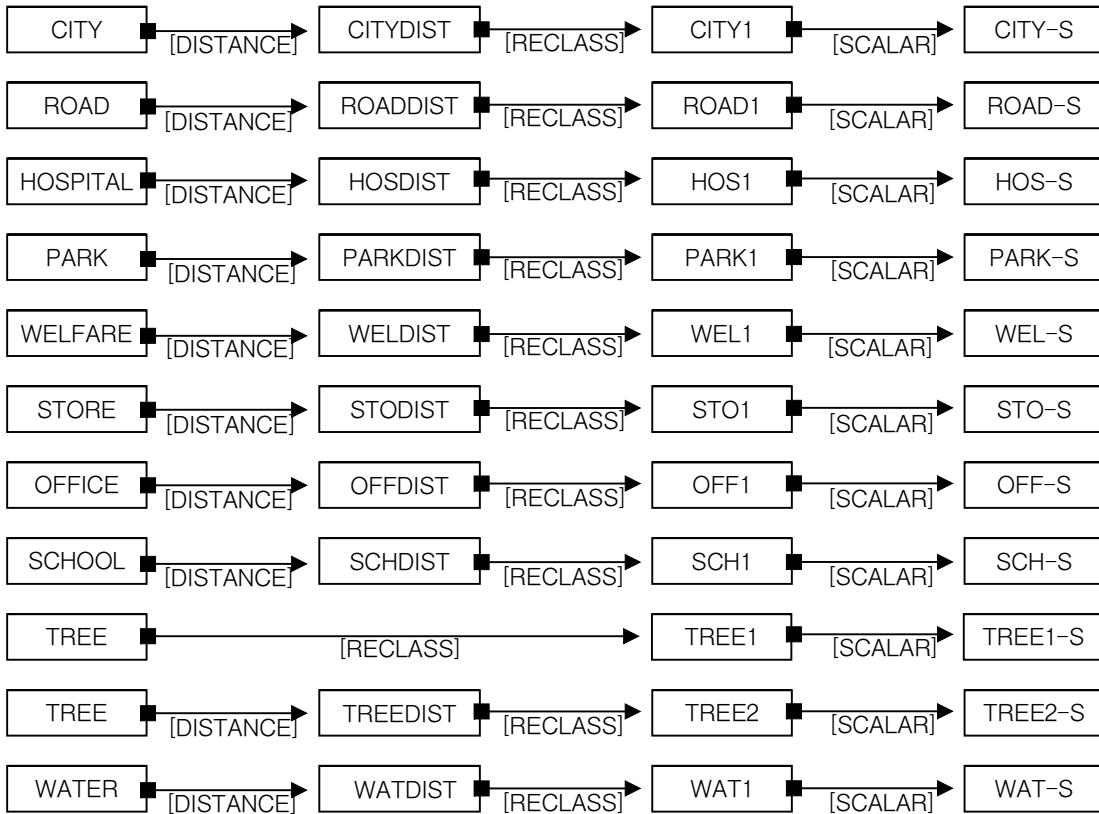 CITY [DISTANCE] CITYDIST [RECLASS] CITY1 [SCALAR] CITY-S
ROAD [DISTANCE] ROADDIST [RECLASS] ROAD1 [SCALAR] ROAD-S
HOSPITAL [DISTANCE] HOSDIST [RECLASS] HOS1 [SCALAR] HOS-S
PARK [DISTANCE] PARKDIST [RECLASS] PARK1 [SCALAR] PARK-S
WELFARE [DISTANCE] WELDIST [RECLASS] WEL1 [SCALAR] WEL-S
STORE [DISTANCE] STODIST [RECLASS] STO1 [SCALAR] STO-S
OFFICE [DISTANCE] OFFDIST [RECLASS] OFF1 [SCALAR] OFF-S
SCHOOL [DISTANCE] SCHDIST [RECLASS] SCH1 [SCALAR] SCH-S
TREE [RECLASS] TREE1 [SCALAR] TREE1-S
TREE [DISTANCE] TREEDIST [RECLASS] TREE2 [SCALAR] TREE2-S
WATER [DISTANCE] WATDIST [RECLASS] WAT1 [SCALAR] WAT-S